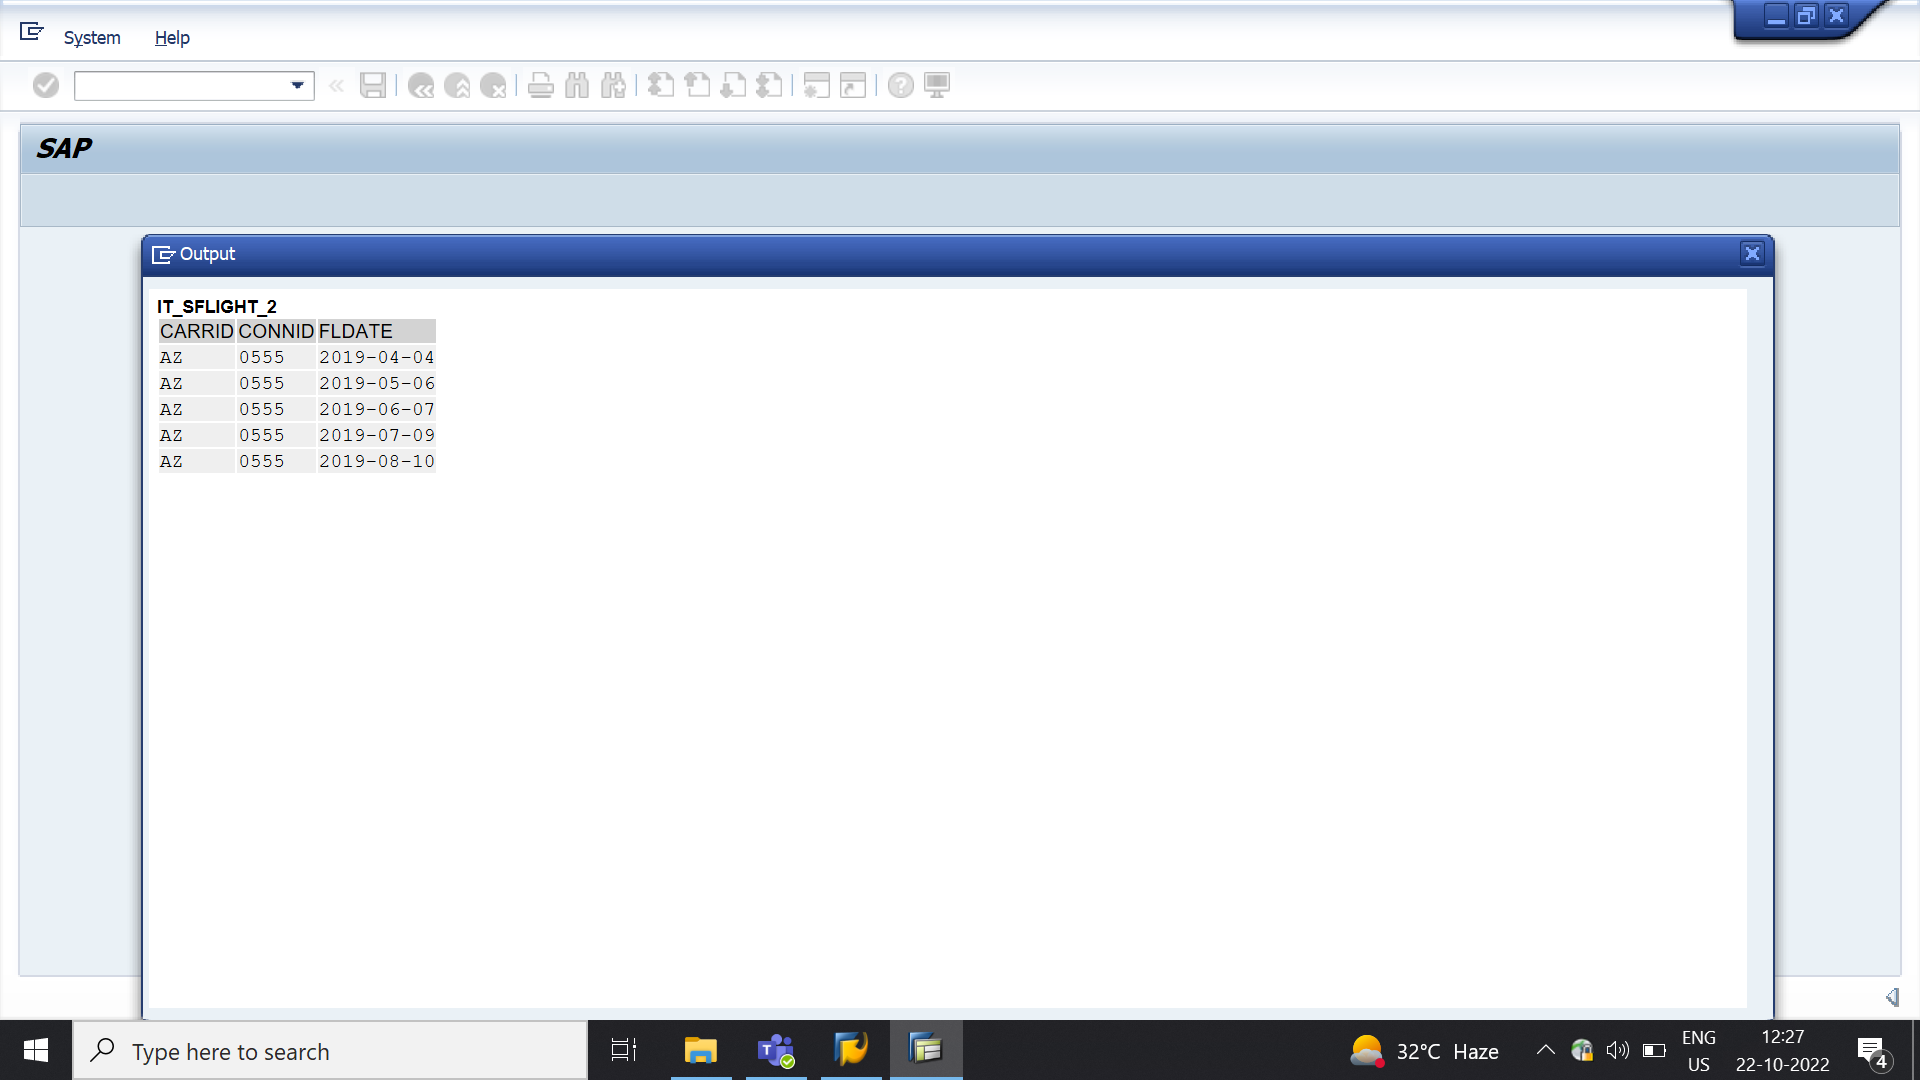 System Help
SAP
Output
IT_SFLIGHT_2
CARRID CONNID FLDATE
AZ 0555 2019-04-04
AZ 0555 2019-05-06
AZ 0555 2019-06-07
AZ 0555 2019-07-09
AZ 0555 2019-08-10
Type here to search
32°C Haze
ENG
US
12:27
22-10-2022
4